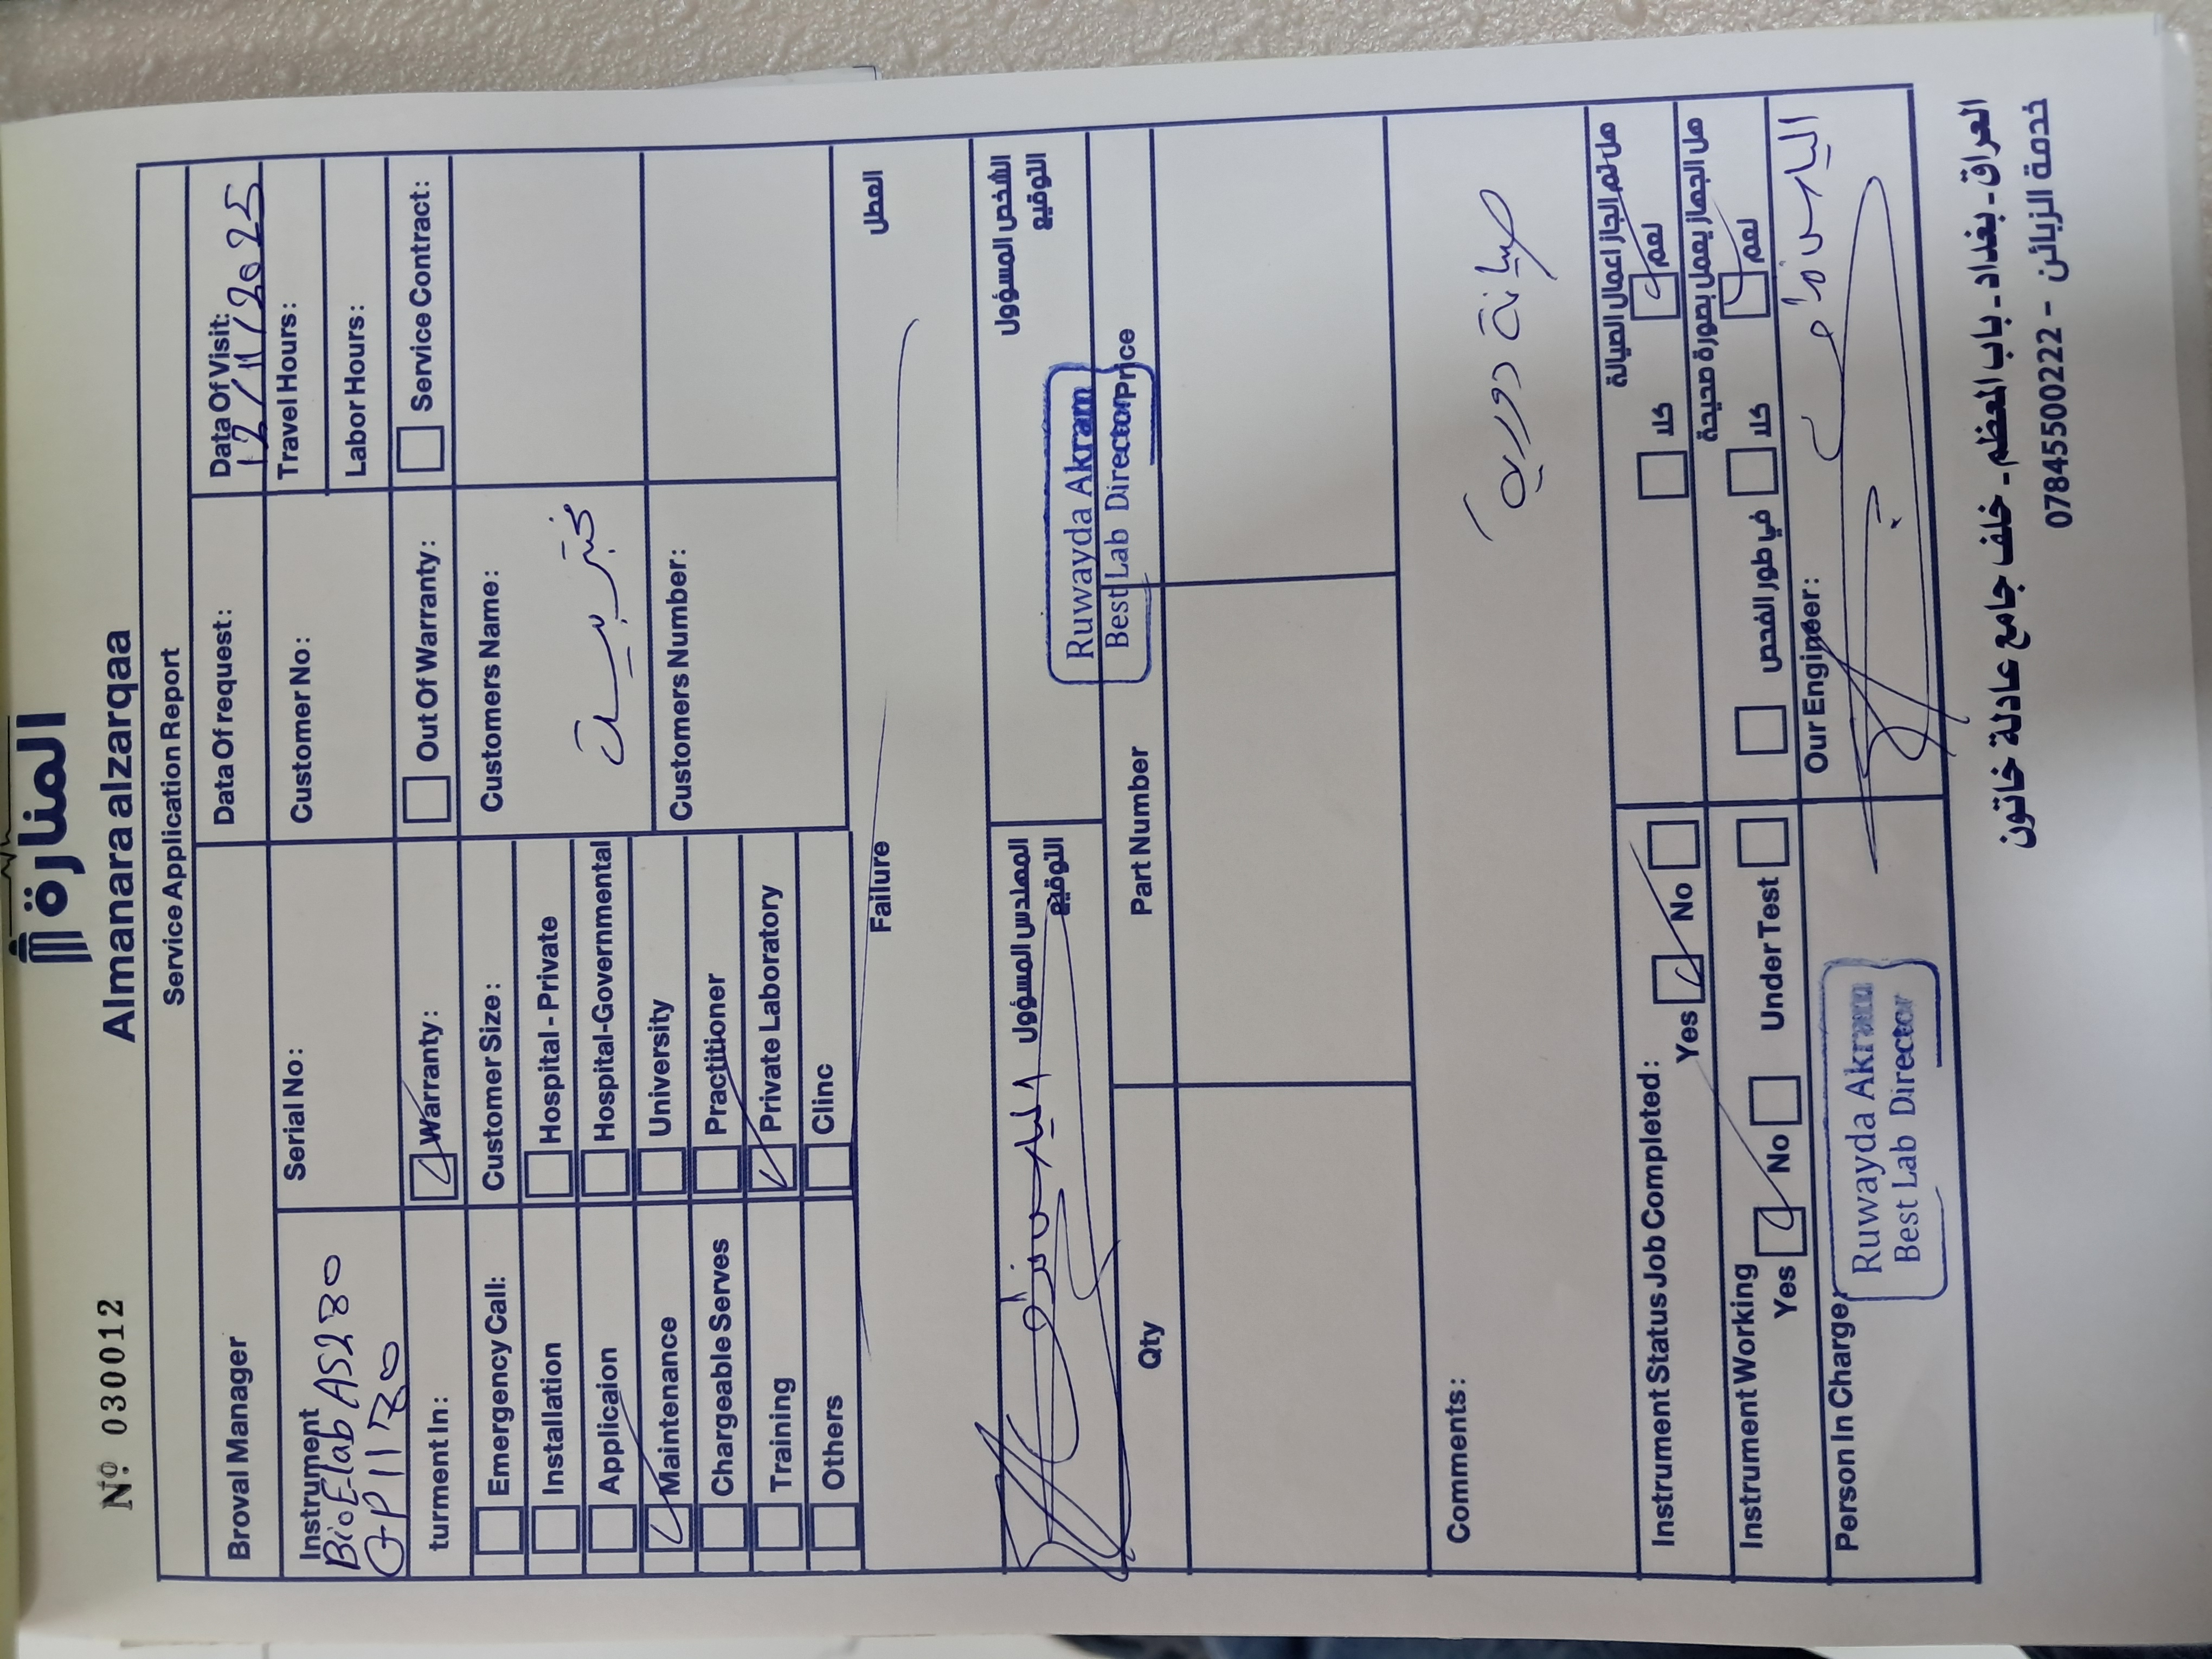 المنارة
Almanara alzarqaa
Nº 030012
Service Application Report
Broval Manager
Data Of request :
Data Of Visit:
12/11/2025
Instrument
BioElab AS280
Serial No :
Customer No :
Travel Hours :
Labor Hours :
turment In :
Warranty :
Out Of Warranty :
Service Contract :
Emergency Call:
Installation
Applicaion
Maintenance
Chargeable Serves
Training
Others
Customer Size :
Hospital - Private
Hospital-Governmental
University
Practitioner
Private Laboratory
Clinc
Customers Name :
مختبر بيست
Customers Number :
Failure
العطل
المهندس المسؤول
التوقيع
الشخص المسؤول
التوقيع
Ruwayda Akram
Best Lab Director
Qty
Part Number
Price
Comments :
صيانة دورية
Instrument Status Job Completed :
Yes No
هل تم انجاز اعمال الصيانة
نعم كلا
Instrument Working
Yes No Under Test
هل الجهاز يعمل بصورة صحيحة
نعم كلا في طور الفحص
Person In Charge:
Ruwayda Akram
Best Lab Director
Our Engineer :
العراق - بغداد - باب المعظم - خلف جامع عادلة خاتون
خدمة الزبائن - 07845500222